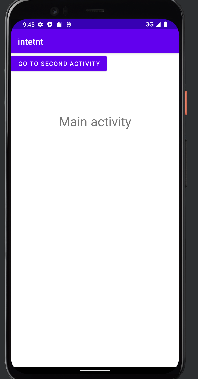 9:45 3G
intetnt
GO TO SECOND ACTIVITY
Main activity